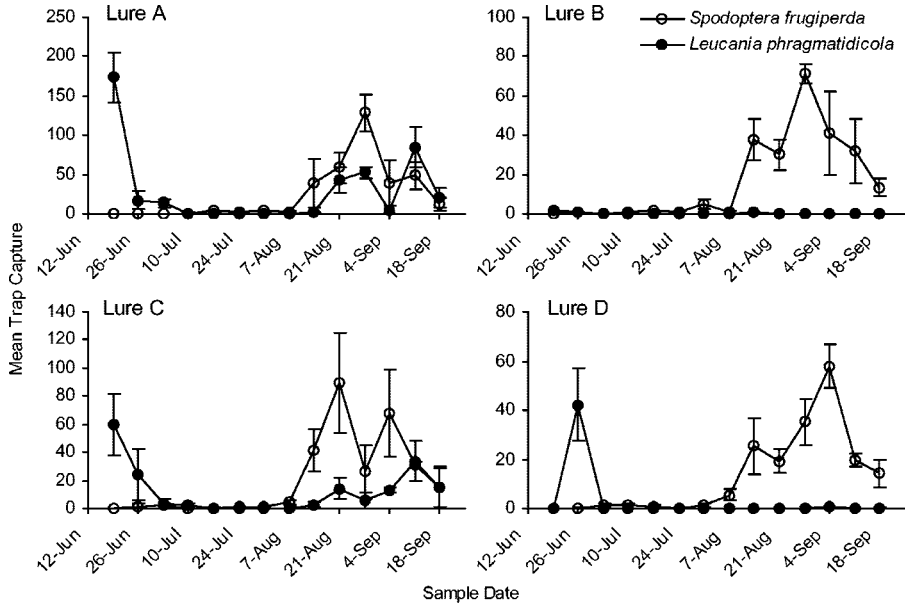 Lure A
Lure B
Spodoptera frugiperda
Leucania phragmatidicola
250
200
150
100
50
0
100
80
60
40
20
0
12-Jun
26-Jun
10-Jul
24-Jul
7-Aug
21-Aug
4-Sep
18-Sep
12-Jun
26-Jun
10-Jul
24-Jul
7-Aug
21-Aug
4-Sep
18-Sep
Mean Trap Capture
Lure C
Lure D
140
120
100
80
60
40
20
0
80
60
40
20
0
12-Jun
26-Jun
10-Jul
24-Jul
7-Aug
21-Aug
4-Sep
18-Sep
12-Jun
26-Jun
10-Jul
24-Jul
7-Aug
21-Aug
4-Sep
18-Sep
Sample Date